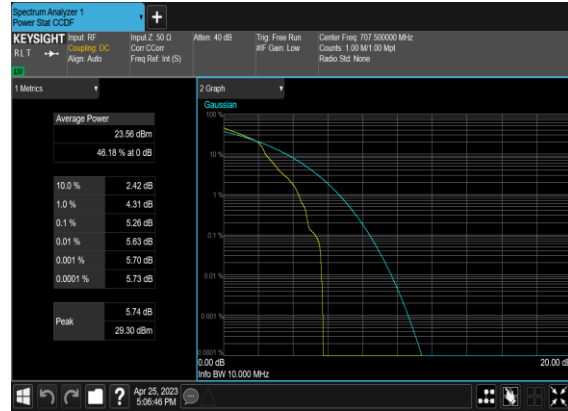 Spectrum Analyzer 1
Power Stat CCDF
KEYSIGHT
RLT
LM
Input: RF
Coupling: DC
Align: Auto
Input Z: 50 Ω
Corr CCorr
Freq Ref: Int (S)
Atten: 40 dB
Trig: Free Run
#IF Gain: Low
Center Freq: 707.500000 MHz
Counts: 1.00 M/1.00 Mpt
Radio Std: None
1 Metrics
Average Power
23.56 dBm
46.18 % at 0 dB
10.0 % 2.42 dB
1.0 % 4.31 dB
0.1 % 5.26 dB
0.01 % 5.63 dB
0.001 % 5.70 dB
0.0001 % 5.73 dB
Peak
5.74 dB
29.30 dBm
2 Graph
Gaussian
100 %
10 %
1 %
0.1 %
0.01 %
0.001 %
0.0001 %
0.00 dB
20.00 dB
Info BW 10.000 MHz
?
Apr 25, 2023
5:06:46 PM